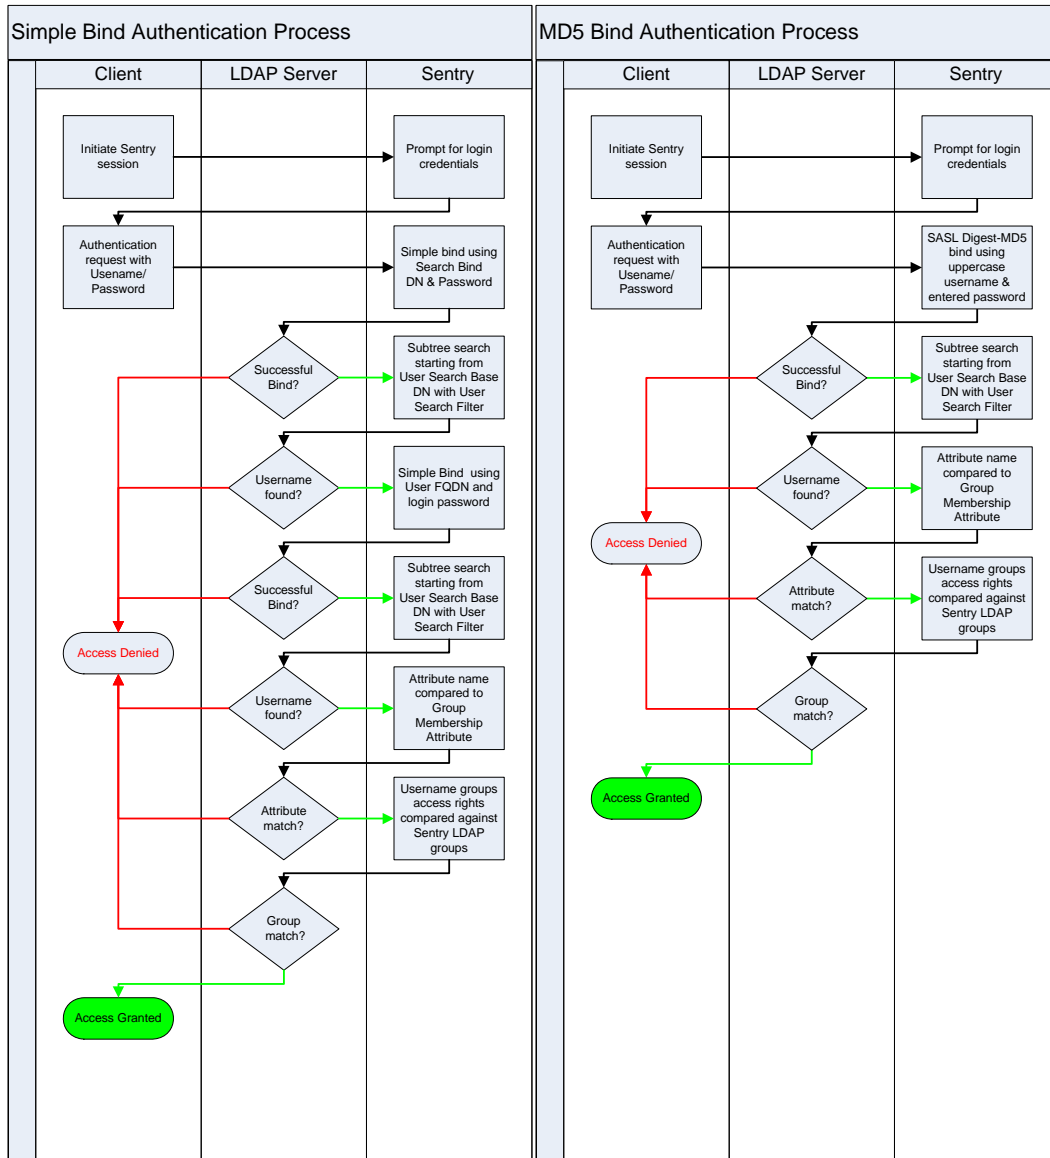 Simple Bind Authentication Process
Client
LDAP Server
Sentry
Initiate Sentry
session
Prompt for login
credentials
Authentication
request with
Usename/
Password
Simple bind using
Search Bind
DN & Password
Successful
Bind?
Subtree search
starting from
User Search Base
DN with User
Search Filter
Username
found?
Simple Bind using
User FQDN and
login password
Successful
Bind?
Subtree search
starting from
User Search Base
DN with User
Search Filter
Access Denied
Username
found?
Attribute name
compared to
Group
Membership
Attribute
Attribute
match?
Username groups
access rights
compared against
Sentry LDAP
groups
Group
match?
Access Granted
MD5 Bind Authentication Process
Client
LDAP Server
Sentry
Initiate Sentry
session
Prompt for login
credentials
Authentication
request with
Usename/
Password
SASL Digest-MD5
bind using
uppercase
username &
entered password
Successful
Bind?
Subtree search
starting from
User Search Base
DN with User
Search Filter
Username
found?
Attribute name
compared to
Group
Membership
Attribute
Access Denied
Attribute
match?
Username groups
access rights
compared against
Sentry LDAP
groups
Group
match?
Access Granted